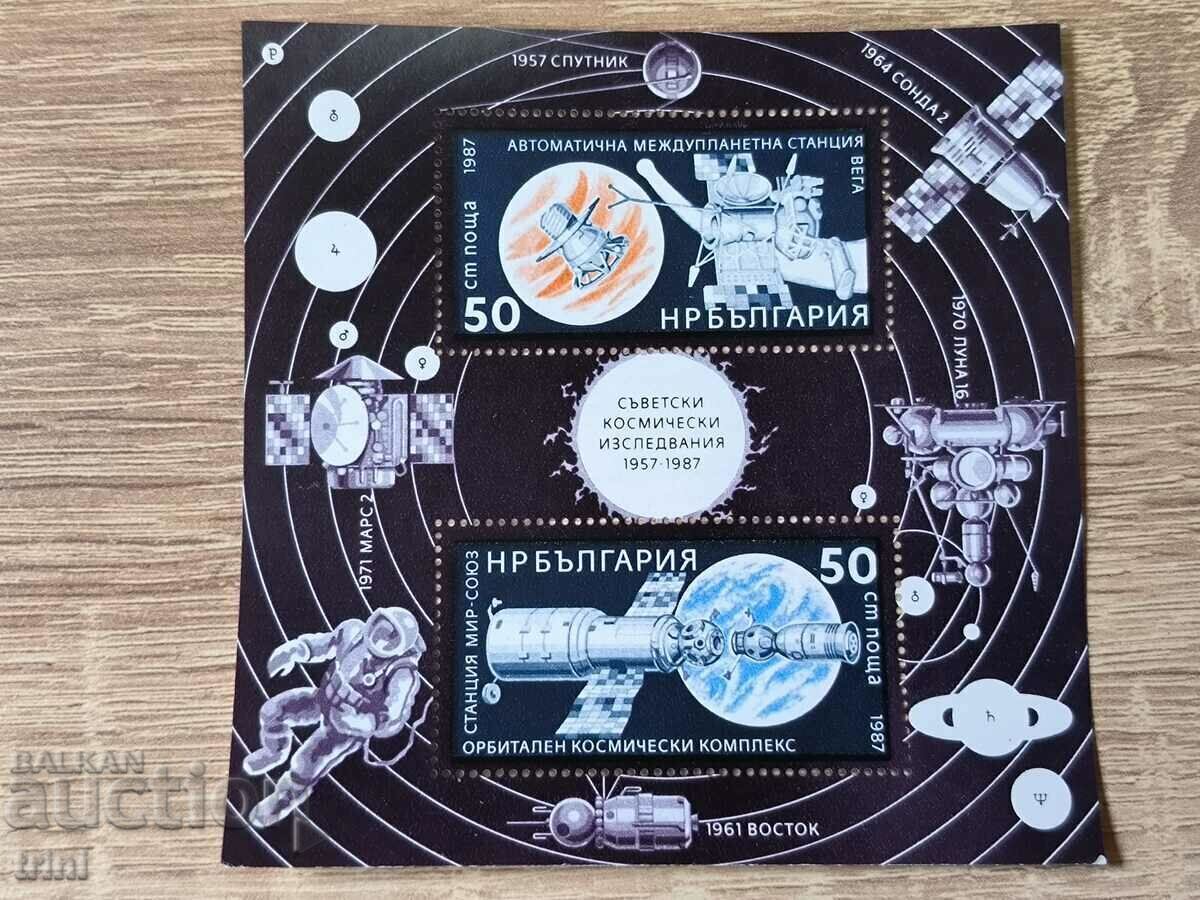 1957 СПУТНИК
1964 СОНДА 2
АВТОМАТИЧНА МЕЖДУПЛАНЕТНА СТАНЦИЯ
ВЕГА
1987
ст ПОЩА
50
НРБЪЛГАРИЯ
1970 ЛУНА 16
СЪВЕТСКИ
КОСМИЧЕСКИ
ИЗСЛЕДВАНИЯ
1957-1987
1971 МАРС 2
НРБЪЛГАРИЯ
50
ст ПОЩА
1987
СТАНЦИЯ МИР-СОЮЗ
ОРБИТАЛЕН КОСМИЧЕСКИ КОМПЛЕКС
1961 ВОСТОК
BALKAN
auction
trini